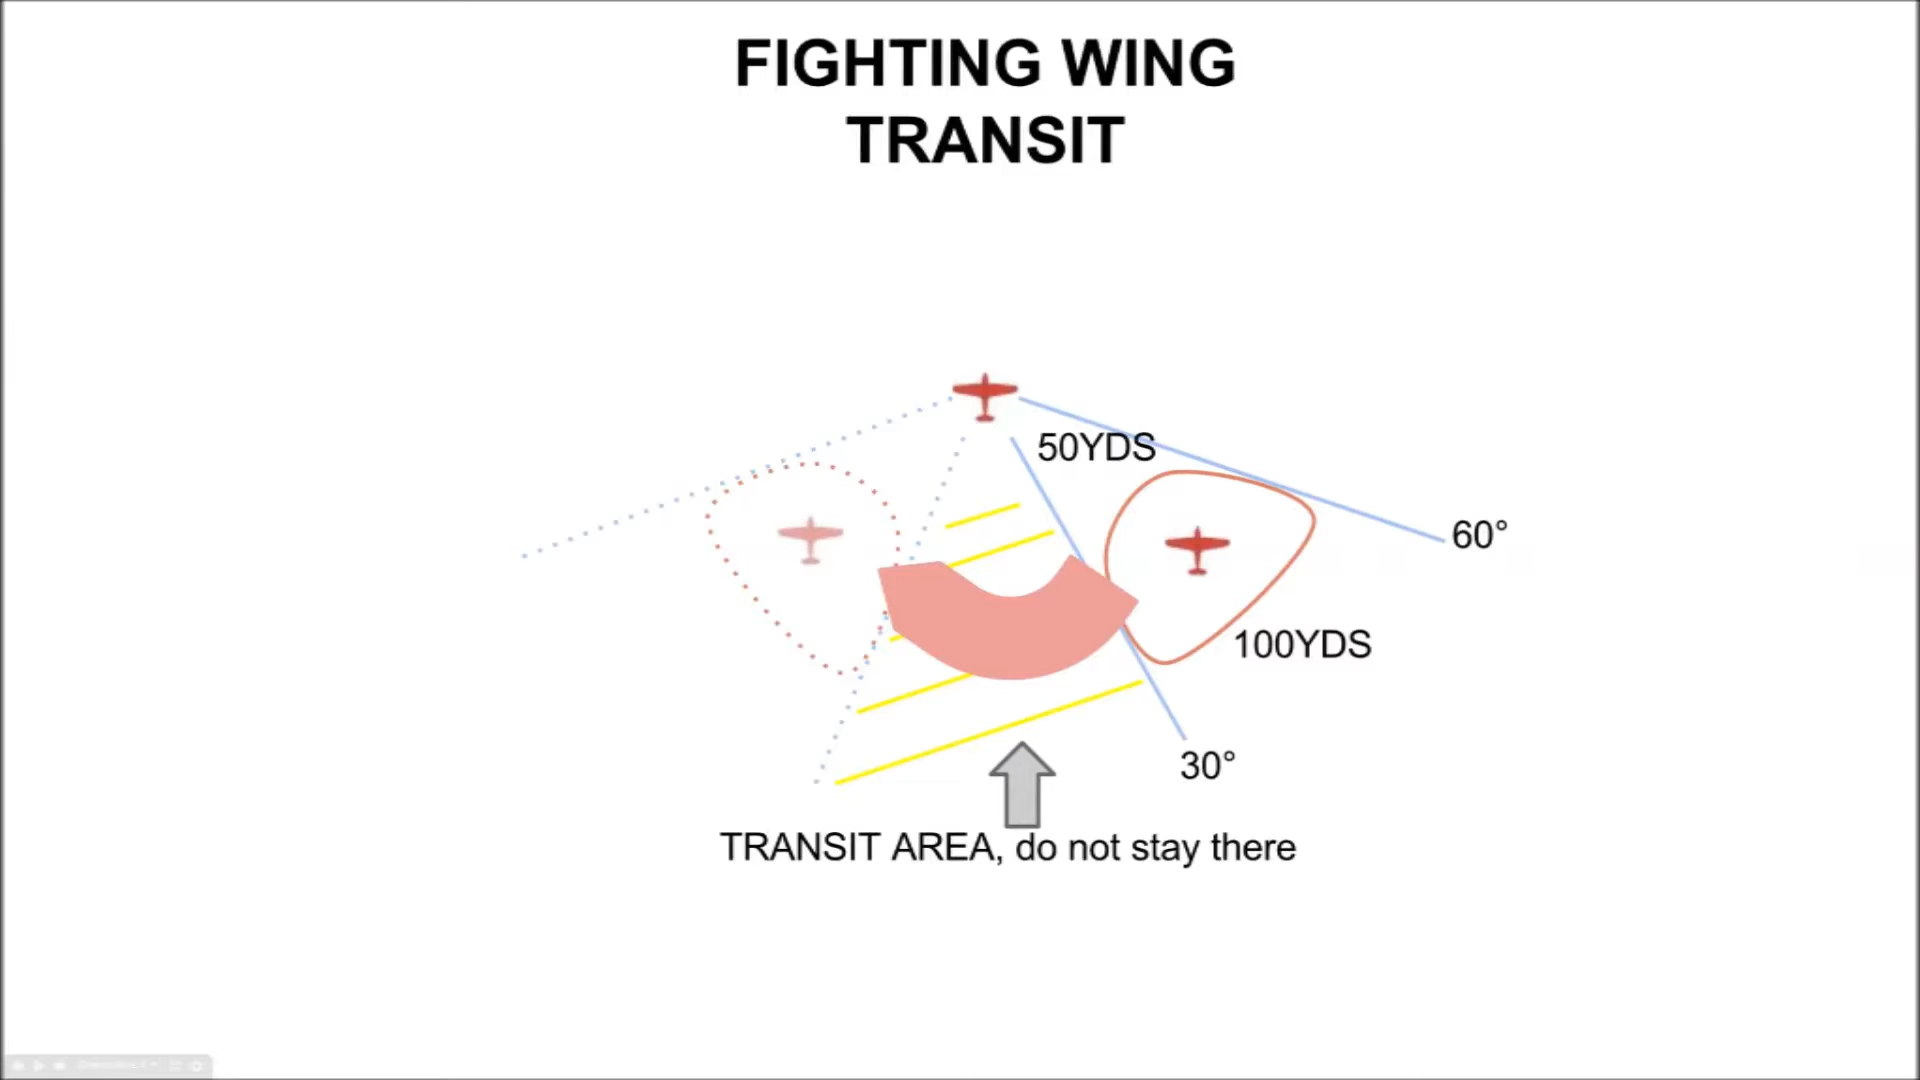 FIGHTING WING
TRANSIT
50YDS
60°
100YDS
30°
TRANSIT AREA, do not stay there